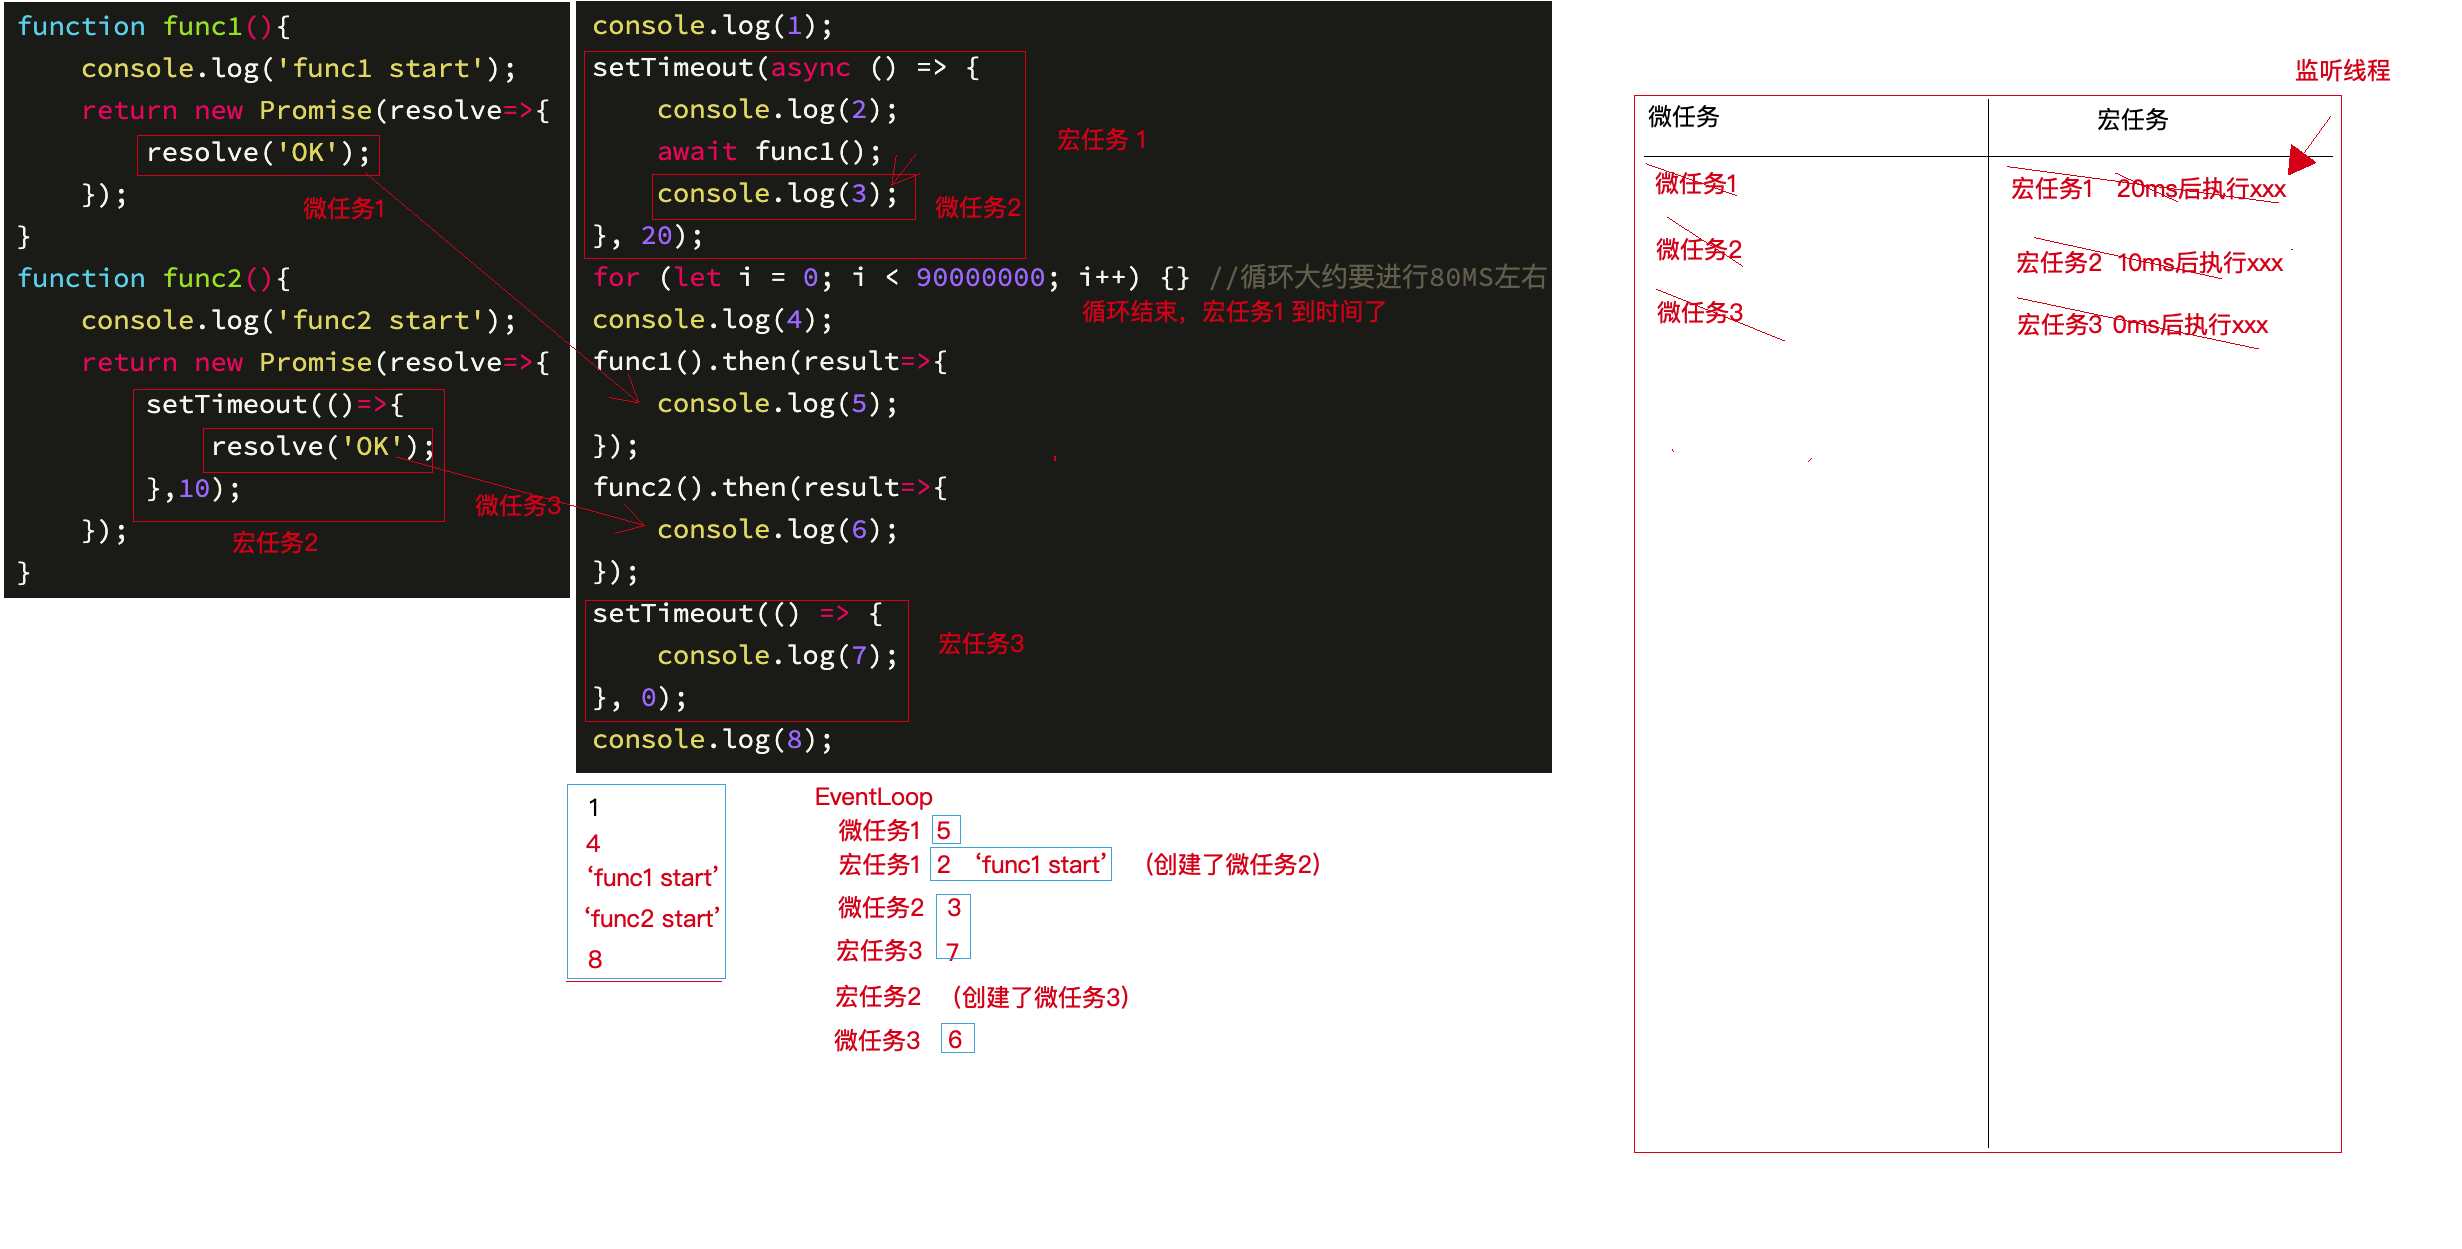 function func1(){
    console.log('func1 start');
    return new Promise(resolve=>{
        resolve('OK');
    });
微任务1
}
function func2(){
    console.log('func2 start');
    return new Promise(resolve=>{
        setTimeout(()=>{
            resolve('OK');
        },10);
微任务3
    });
宏任务2
}
console.log(1);
setTimeout(async () => {
    console.log(2);
宏任务 1
    await func1();
    console.log(3);
微任务2
}, 20);
for (let i = 0; i < 90000000; i++) {} //循环大约要进行80MS左右
循环结束，宏任务1 到时间了
console.log(4);
func1().then(result=>{
    console.log(5);
});
func2().then(result=>{
    console.log(6);
});
setTimeout(() => {
宏任务3
    console.log(7);
}, 0);
console.log(8);
监听线程
微任务 宏任务
微任务1 宏任务1 20ms后执行xxx
微任务2 宏任务2 10ms后执行xxx
微任务3 宏任务3 0ms后执行xxx
1
4
‘func1 start’
‘func2 start’
8
EventLoop
微任务1 5
宏任务1 2 ‘func1 start’ （创建了微任务2）
微任务2 3
宏任务3 7
宏任务2 （创建了微任务3）
微任务3 6